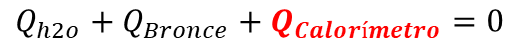 Q_{h2o} + Q_{Bronce} + Q_{Calorímetro} = 0